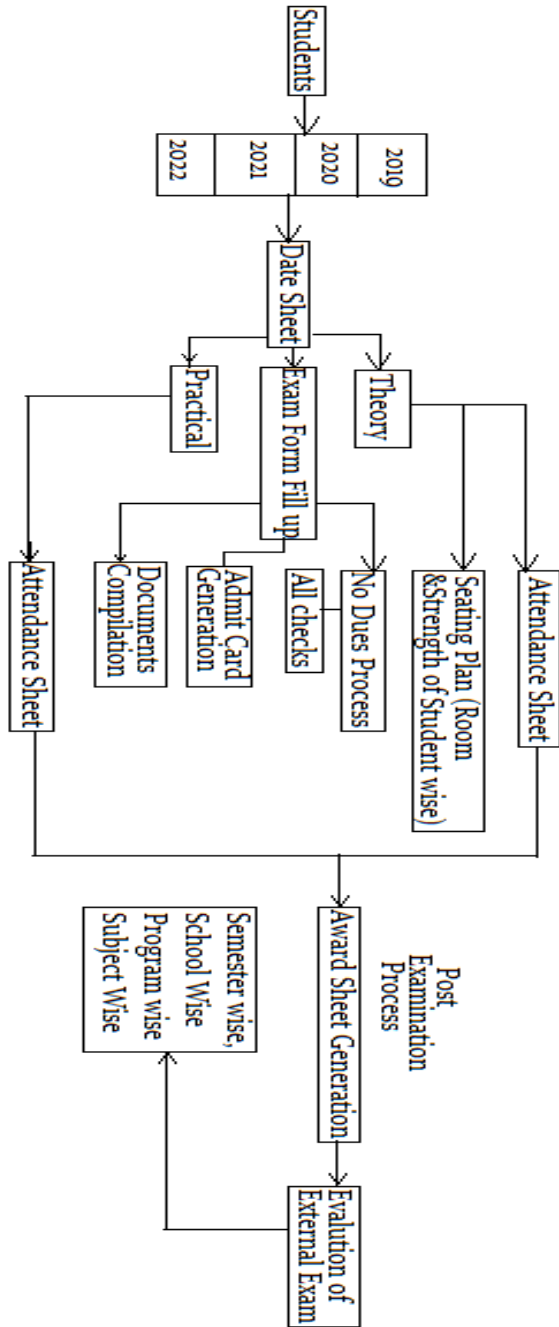 Students
2019
2020
2021
2022
Date Sheet
Theory
Exam Form Fill up
Practical
Attendance Sheet
Seating Plan (Room
&Strength of Student wise)
No Dues Process
All checks
Admit Card
Generation
Documents
Compilation
Attendance Sheet
Post
Examination
Process
Award Sheet Generation
Semester wise,
School Wise
Program wise
Subject Wise
Evalution of
External Exam